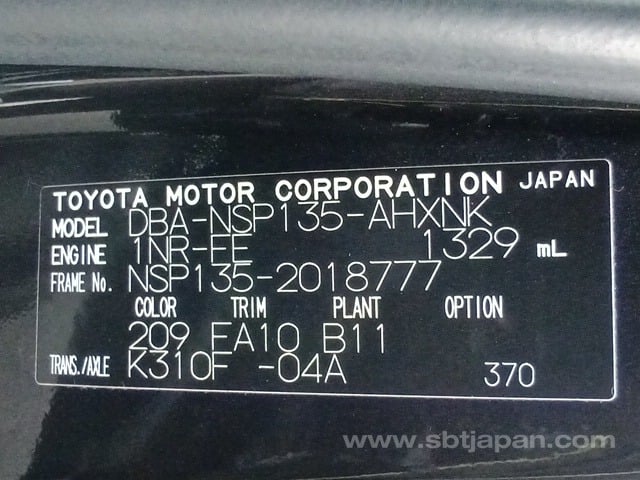 TOYOTA MOTOR CORPORATION JAPAN
MODEL DBA-NSP135-AHXNK
ENGINE 1NR-FE 1329 mL
FRAME No. NSP135-2018777
COLOR TRIM PLANT OPTION
209 FA10 B11
TRANS./AXLE K310F -04A 370
www.sbtjapan.com